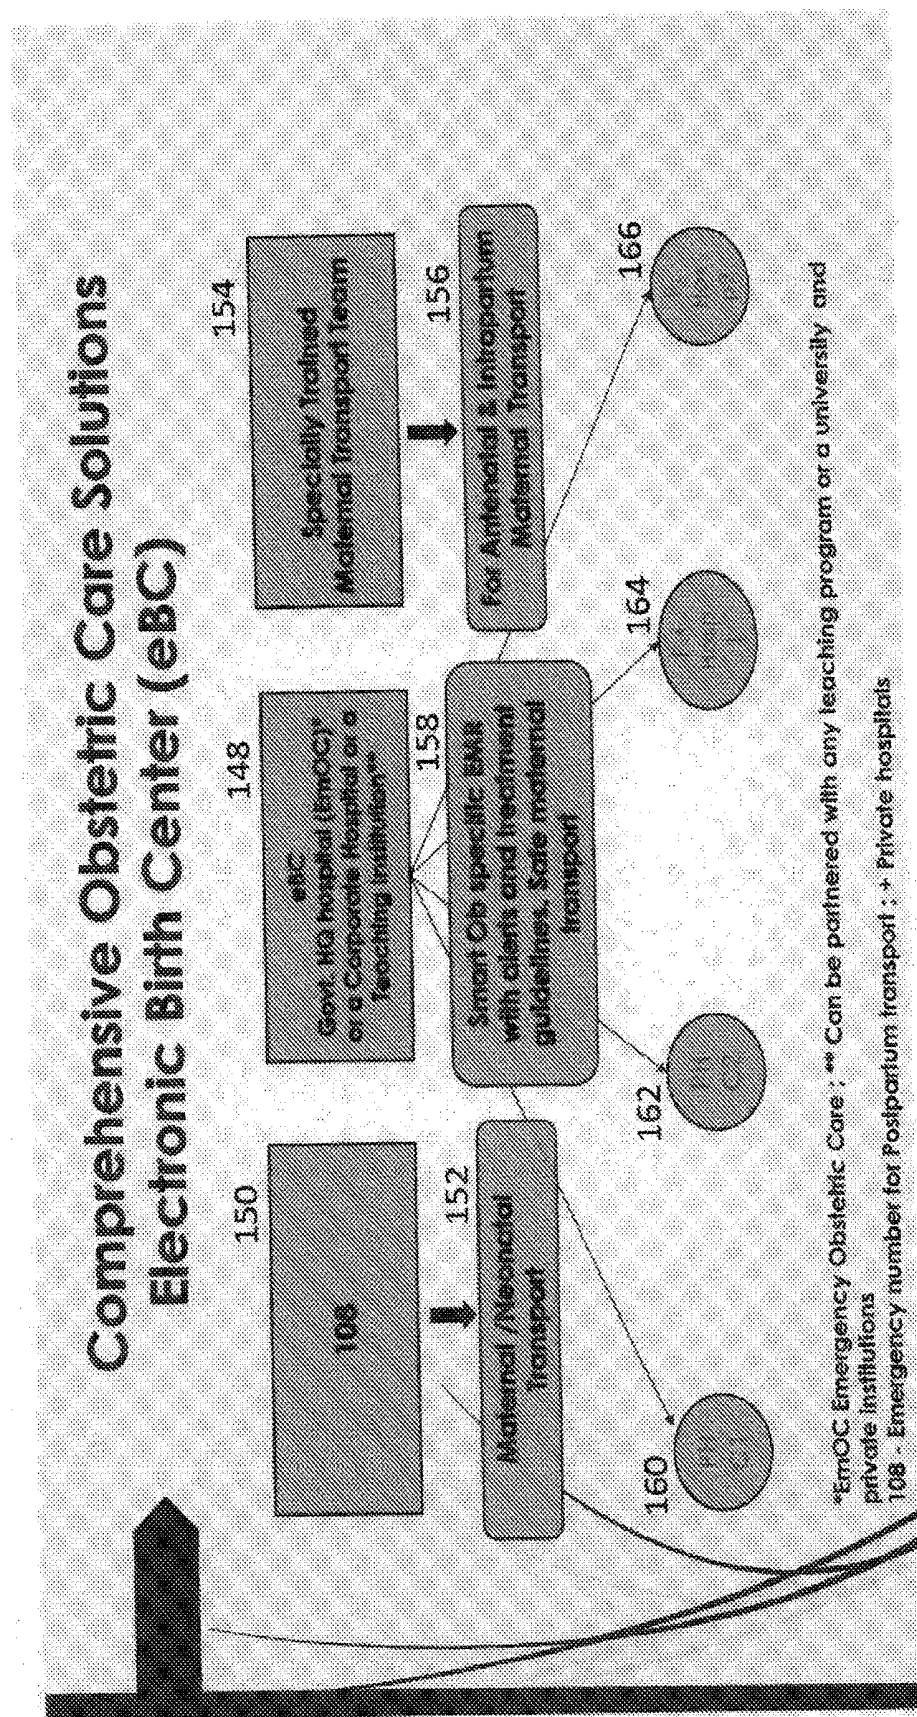 Comprehensive Obstetric Care Solutions
Electronic Birth Center (eBC)
150
148
154
108
eBC
Govt. HQ hospital (EmOC)*
or a Corporate Hospital or a
Teaching Institution**
Specially Trained
Maternal Transport Team
152
158
156
Maternal /Neonatal
Transport
Smart Ob specific EMR
with alerts and treatment
guidelines. Safe maternal
transport
For Antenatal & Intrapartum
Maternal Transport
160
162
164
166
*EmOC Emergency Obstetric Care ; ** Can be partnered with any teaching program or a university and
private institutions
108 - Emergency number for Postpartum transport ; + Private hospitals